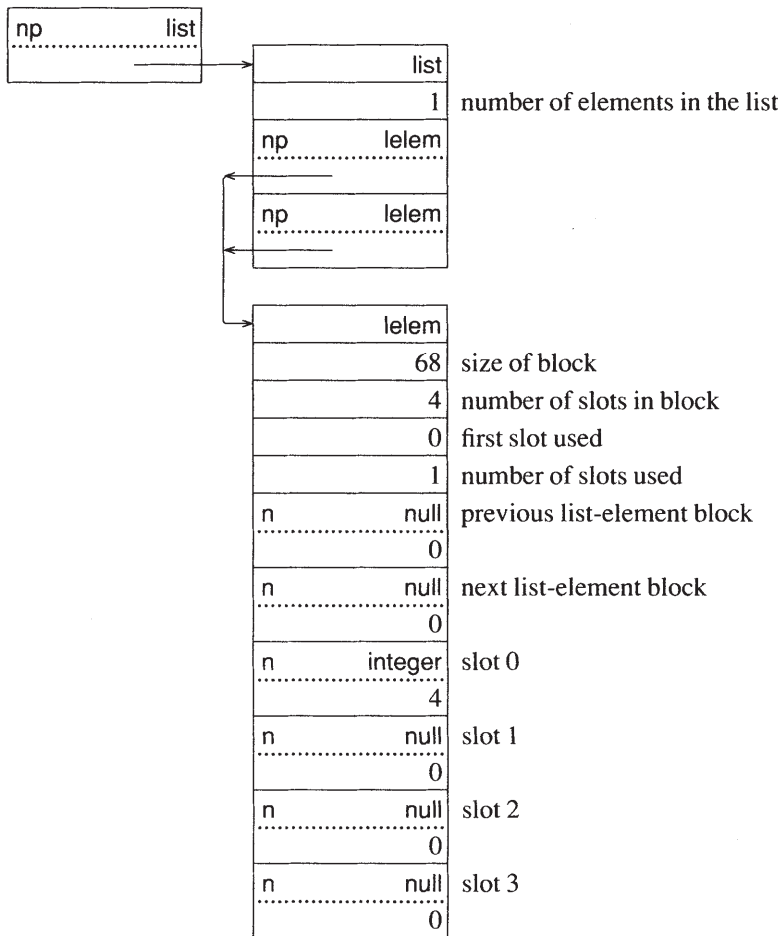 np list
list
1 number of elements in the list
np lelem
np lelem
lelem
68 size of block
4 number of slots in block
0 first slot used
1 number of slots used
n null previous list-element block
0
n null next list-element block
0
n integer slot 0
4
n null slot 1
0
n null slot 2
0
n null slot 3
0